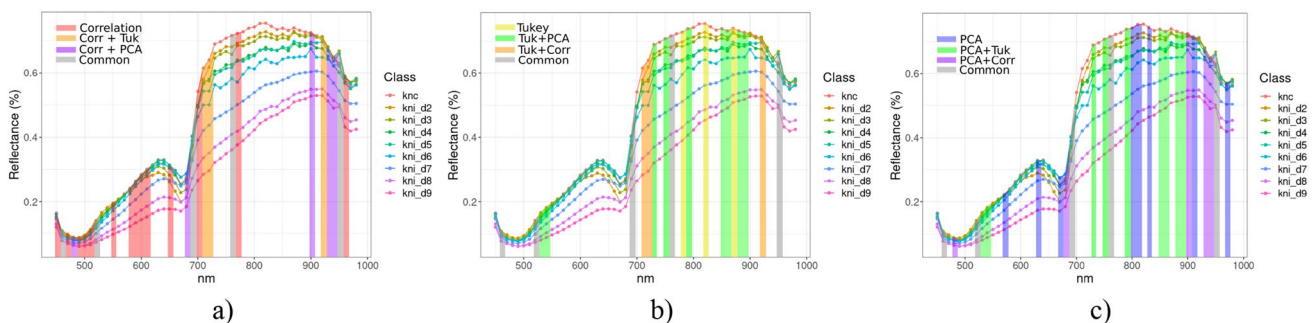 a)
Reflectance (%)
0.6
0.4
0.2
500 600 700 800 900 1000
nm
Correlation
Corr + Tuk
Corr + PCA
Common
Class
knc
kni_d2
kni_d3
kni_d4
kni_d5
kni_d6
kni_d7
kni_d8
kni_d9
b)
Reflectance (%)
0.6
0.4
0.2
500 600 700 800 900 1000
nm
Tukey
Tuk+PCA
Tuk+Corr
Common
Class
knc
kni_d2
kni_d3
kni_d4
kni_d5
kni_d6
kni_d7
kni_d8
kni_d9
c)
Reflectance (%)
0.6
0.4
0.2
500 600 700 800 900 1000
nm
PCA
PCA+Tuk
PCA+Corr
Common
Class
knc
kni_d2
kni_d3
kni_d4
kni_d5
kni_d6
kni_d7
kni_d8
kni_d9